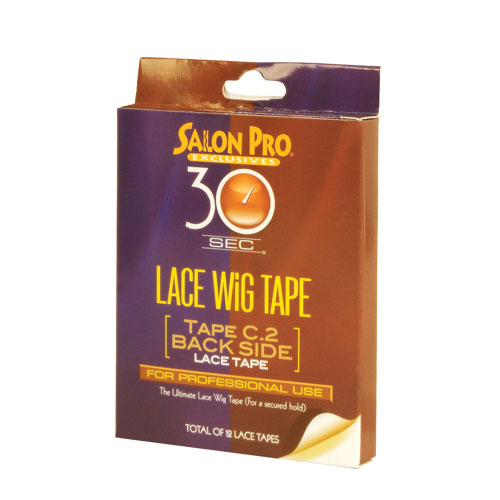 SALON PRO®
EXCLUSIVES
30
SEC®
LACE WiG TAPE
[TAPE C.2
BACK SIDE]
LACE TAPE
FOR PROFESSIONAL USE
The Ultimate Lace Wig Tape (For a secured hold)
TOTAL OF 12 LACE TAPES